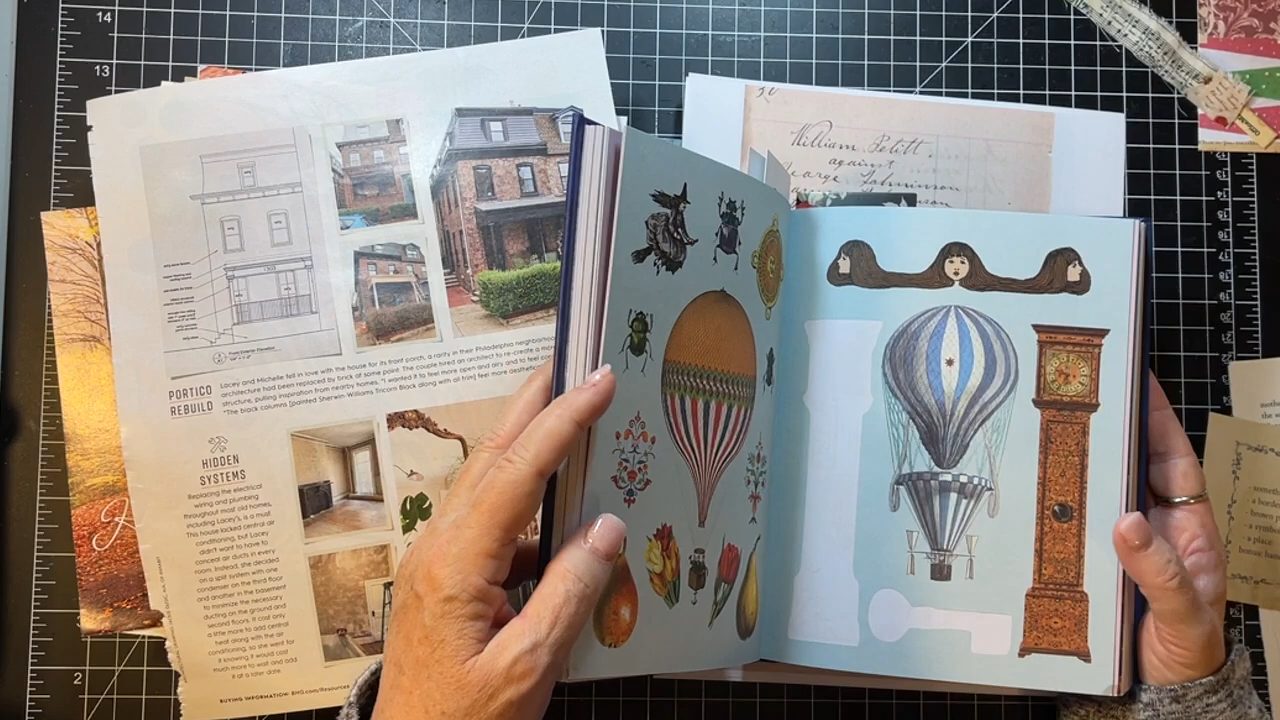 14
13
2
PORTICO
REBUILD
Lacey and Michelle fell in love with the house for its front porch, a rarity in their Philadelphia
architecture had been replaced by brick at some point. The couple hired an architect to re-create a
structure, pulling inspiration from nearby homes. "I wanted it to feel more open and airy and to feel
"The black columns [painted Sherwin-Williams Tricorn Black along with all trim] feel more
HIDDEN
SYSTEMS
Replacing the electrical
wiring and plumbing
throughout most old homes,
including Lacey's, is a must.
This house lacked central air
conditioning, but Lacey
didn't want to have to
conceal air ducts in every
room. Instead, she decided
on a split system with one
condenser on the third floor
and another in the basement
to minimize the necessary
ducting on the ground and
second floors. It cost only
a little more to add central
heat along with the air
conditioning, so she went for
it knowing it would cost
much more to wait and add
it at a later date.
BUYING INFORMATION: BHG.com/Resources
William Petitt.
against
George Johninson
H
- a symbo
- a place